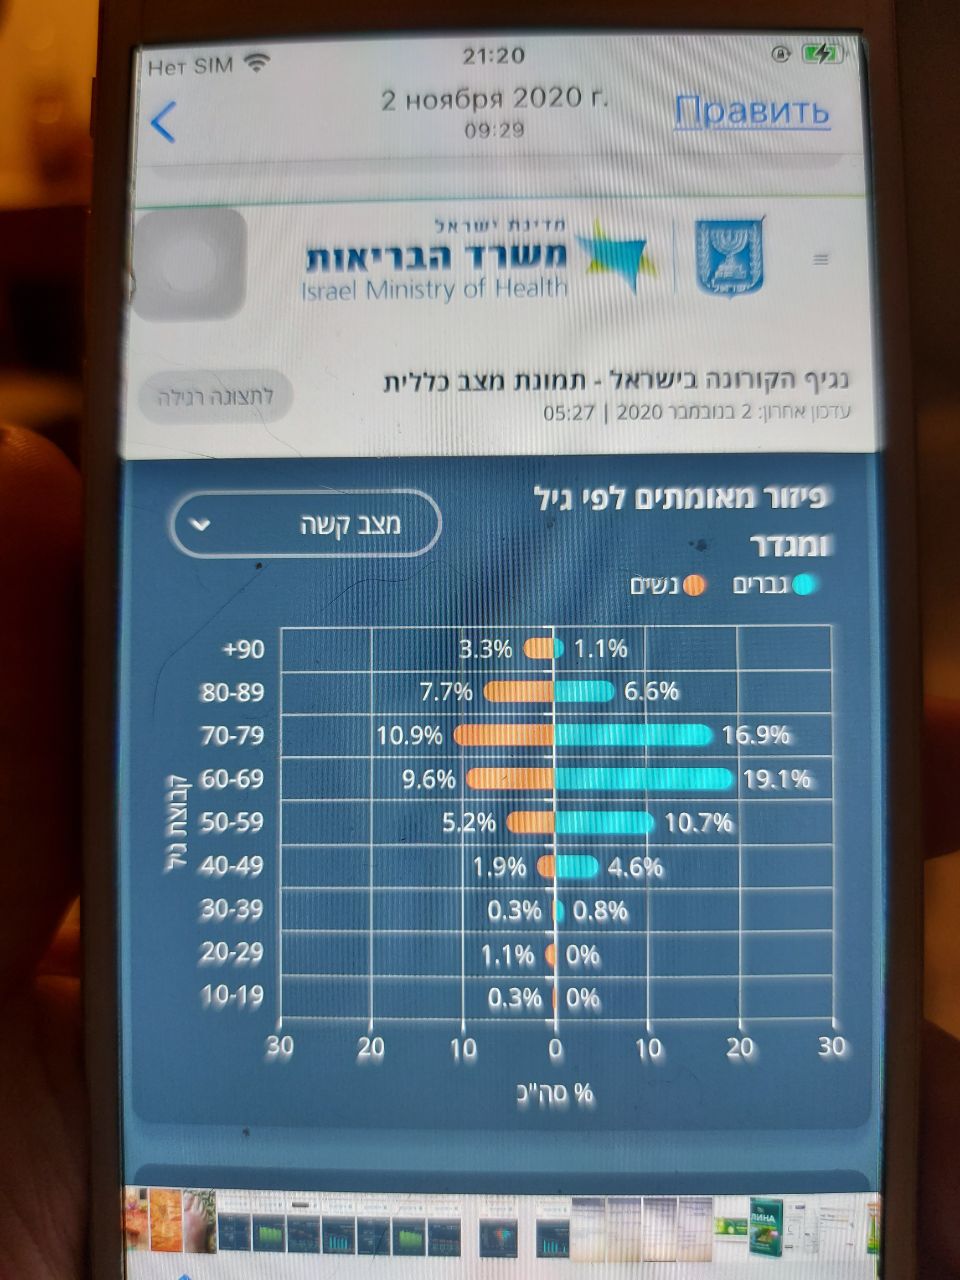 Нет SIM
21:20
2 ноября 2020 г.
09:29
Править
מדינת ישראל
משרד הבריאות
Israel Ministry of Health
ישראל
נגיף הקורונה בישראל - תמונת מצב כללית
לתצוגה רגילה
עדכון אחרון: 2 בנובמבר 2020 | 05:27
פיזור מאומתים לפי גיל
ומגדר
מצב קשה
גברים
נשים
קבוצת גיל
+90 3.3% 1.1%
80-89 7.7% 6.6%
70-79 10.9% 16.9%
60-69 9.6% 19.1%
50-59 5.2% 10.7%
40-49 1.9% 4.6%
30-39 0.3% 0.8%
20-29 1.1% 0%
10-19 0.3% 0%
30 20 10 0 10 20 30
% סה"כ
ЛИНА